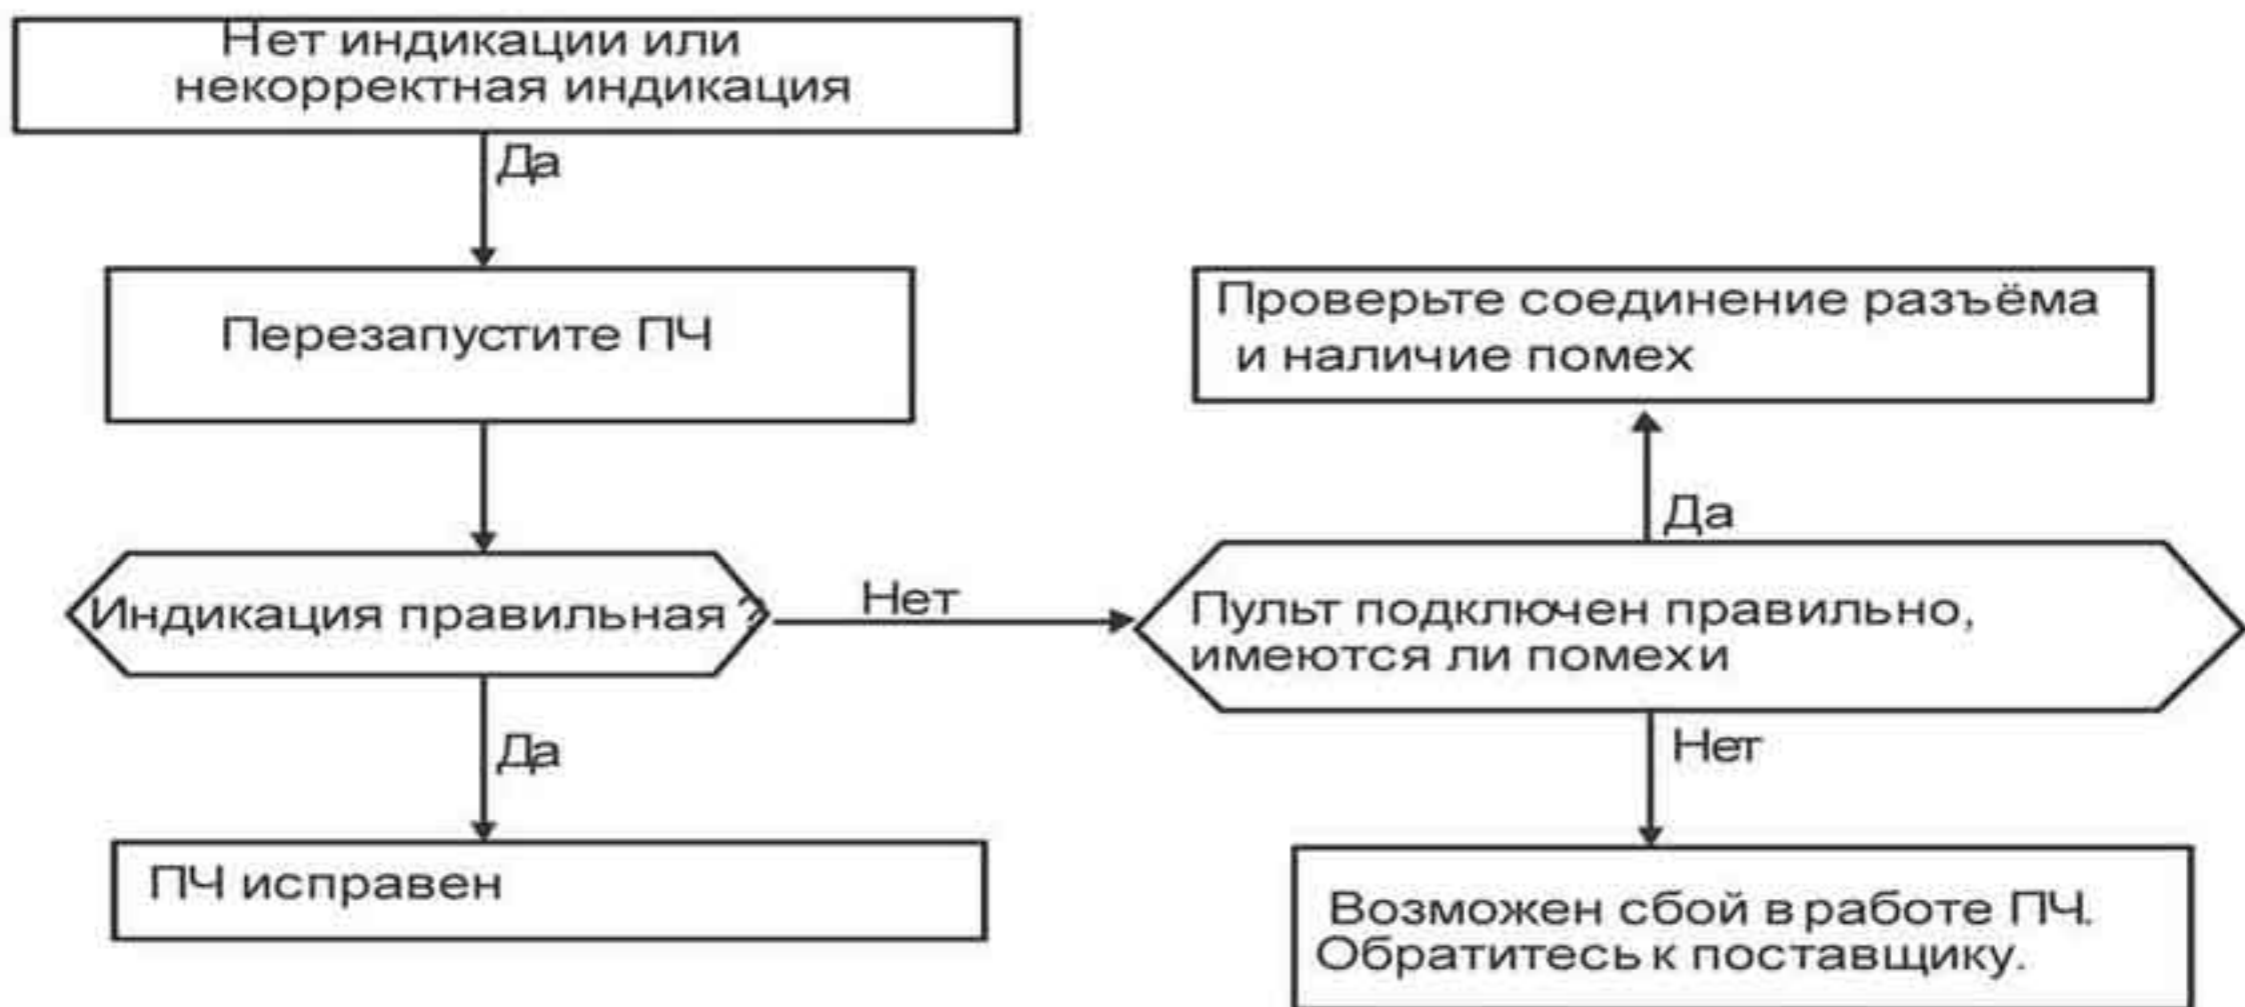 Нет индикации или
некорректная индикация
Да
Перезапустите ПЧ
Проверьте соединение разъёма
и наличие помех
Да
Индикация правильная ?
Нет
Пульт подключен правильно,
имеются ли помехи
Да
Нет
ПЧ исправен
Возможен сбой в работе ПЧ.
Обратитесь к поставщику.